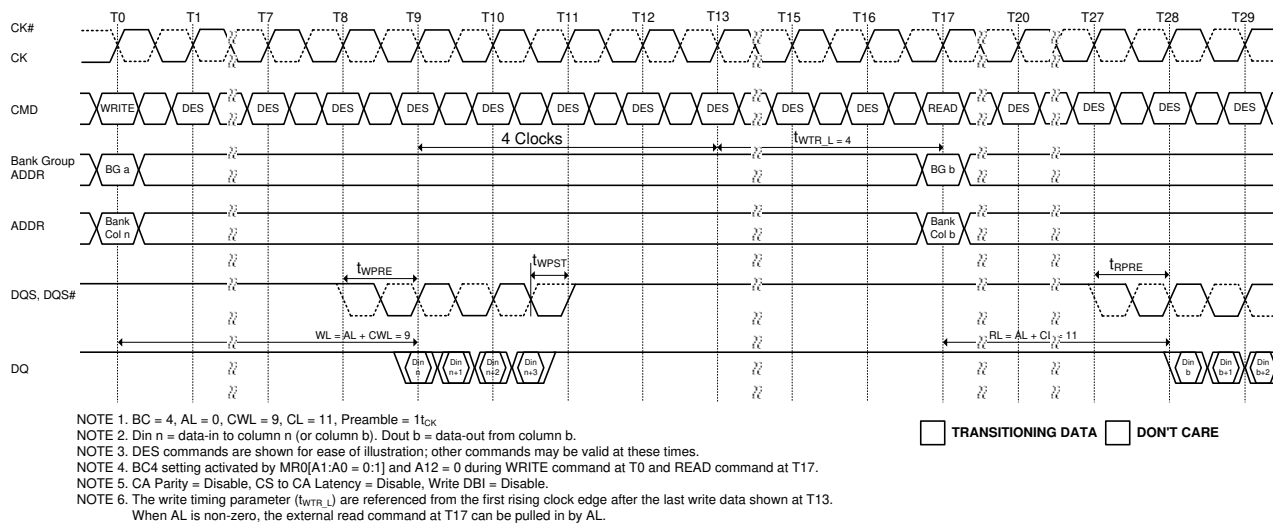 T0 T1 T7 T8 T9 T10 T11 T12 T13 T15 T16 T17 T20 T27 T28 T29
CK#
CK
CMD WRITE DES DES DES DES DES DES DES DES DES DES READ DES DES DES DES
4 Clocks tWTR_L = 4
Bank Group
ADDR
BG a BG b
ADDR
Bank Bank
Col n Col b
tWPRE tWPST tRPRE
DQS, DQS#
WL = AL + CWL = 9 RL = AL + CL = 11
DQ
Din Din Din Din Din Din Din
n n+1 n+2 n+3 b b+1 b+2
NOTE 1. BC = 4, AL = 0, CWL = 9, CL = 11, Preamble = 1tCK
NOTE 2. Din n = data-in to column n (or column b). Dout b = data-out from column b.
NOTE 3. DES commands are shown for ease of illustration; other commands may be valid at these times.
NOTE 4. BC4 setting activated by MR0[A1:A0 = 0:1] and A12 = 0 during WRITE command at T0 and READ command at T17.
NOTE 5. CA Parity = Disable, CS to CA Latency = Disable, Write DBI = Disable.
NOTE 6. The write timing parameter (tWTR_L) are referenced from the first rising clock edge after the last write data shown at T13.
When AL is non-zero, the external read command at T17 can be pulled in by AL.
TRANSITIONING DATA DON'T CARE